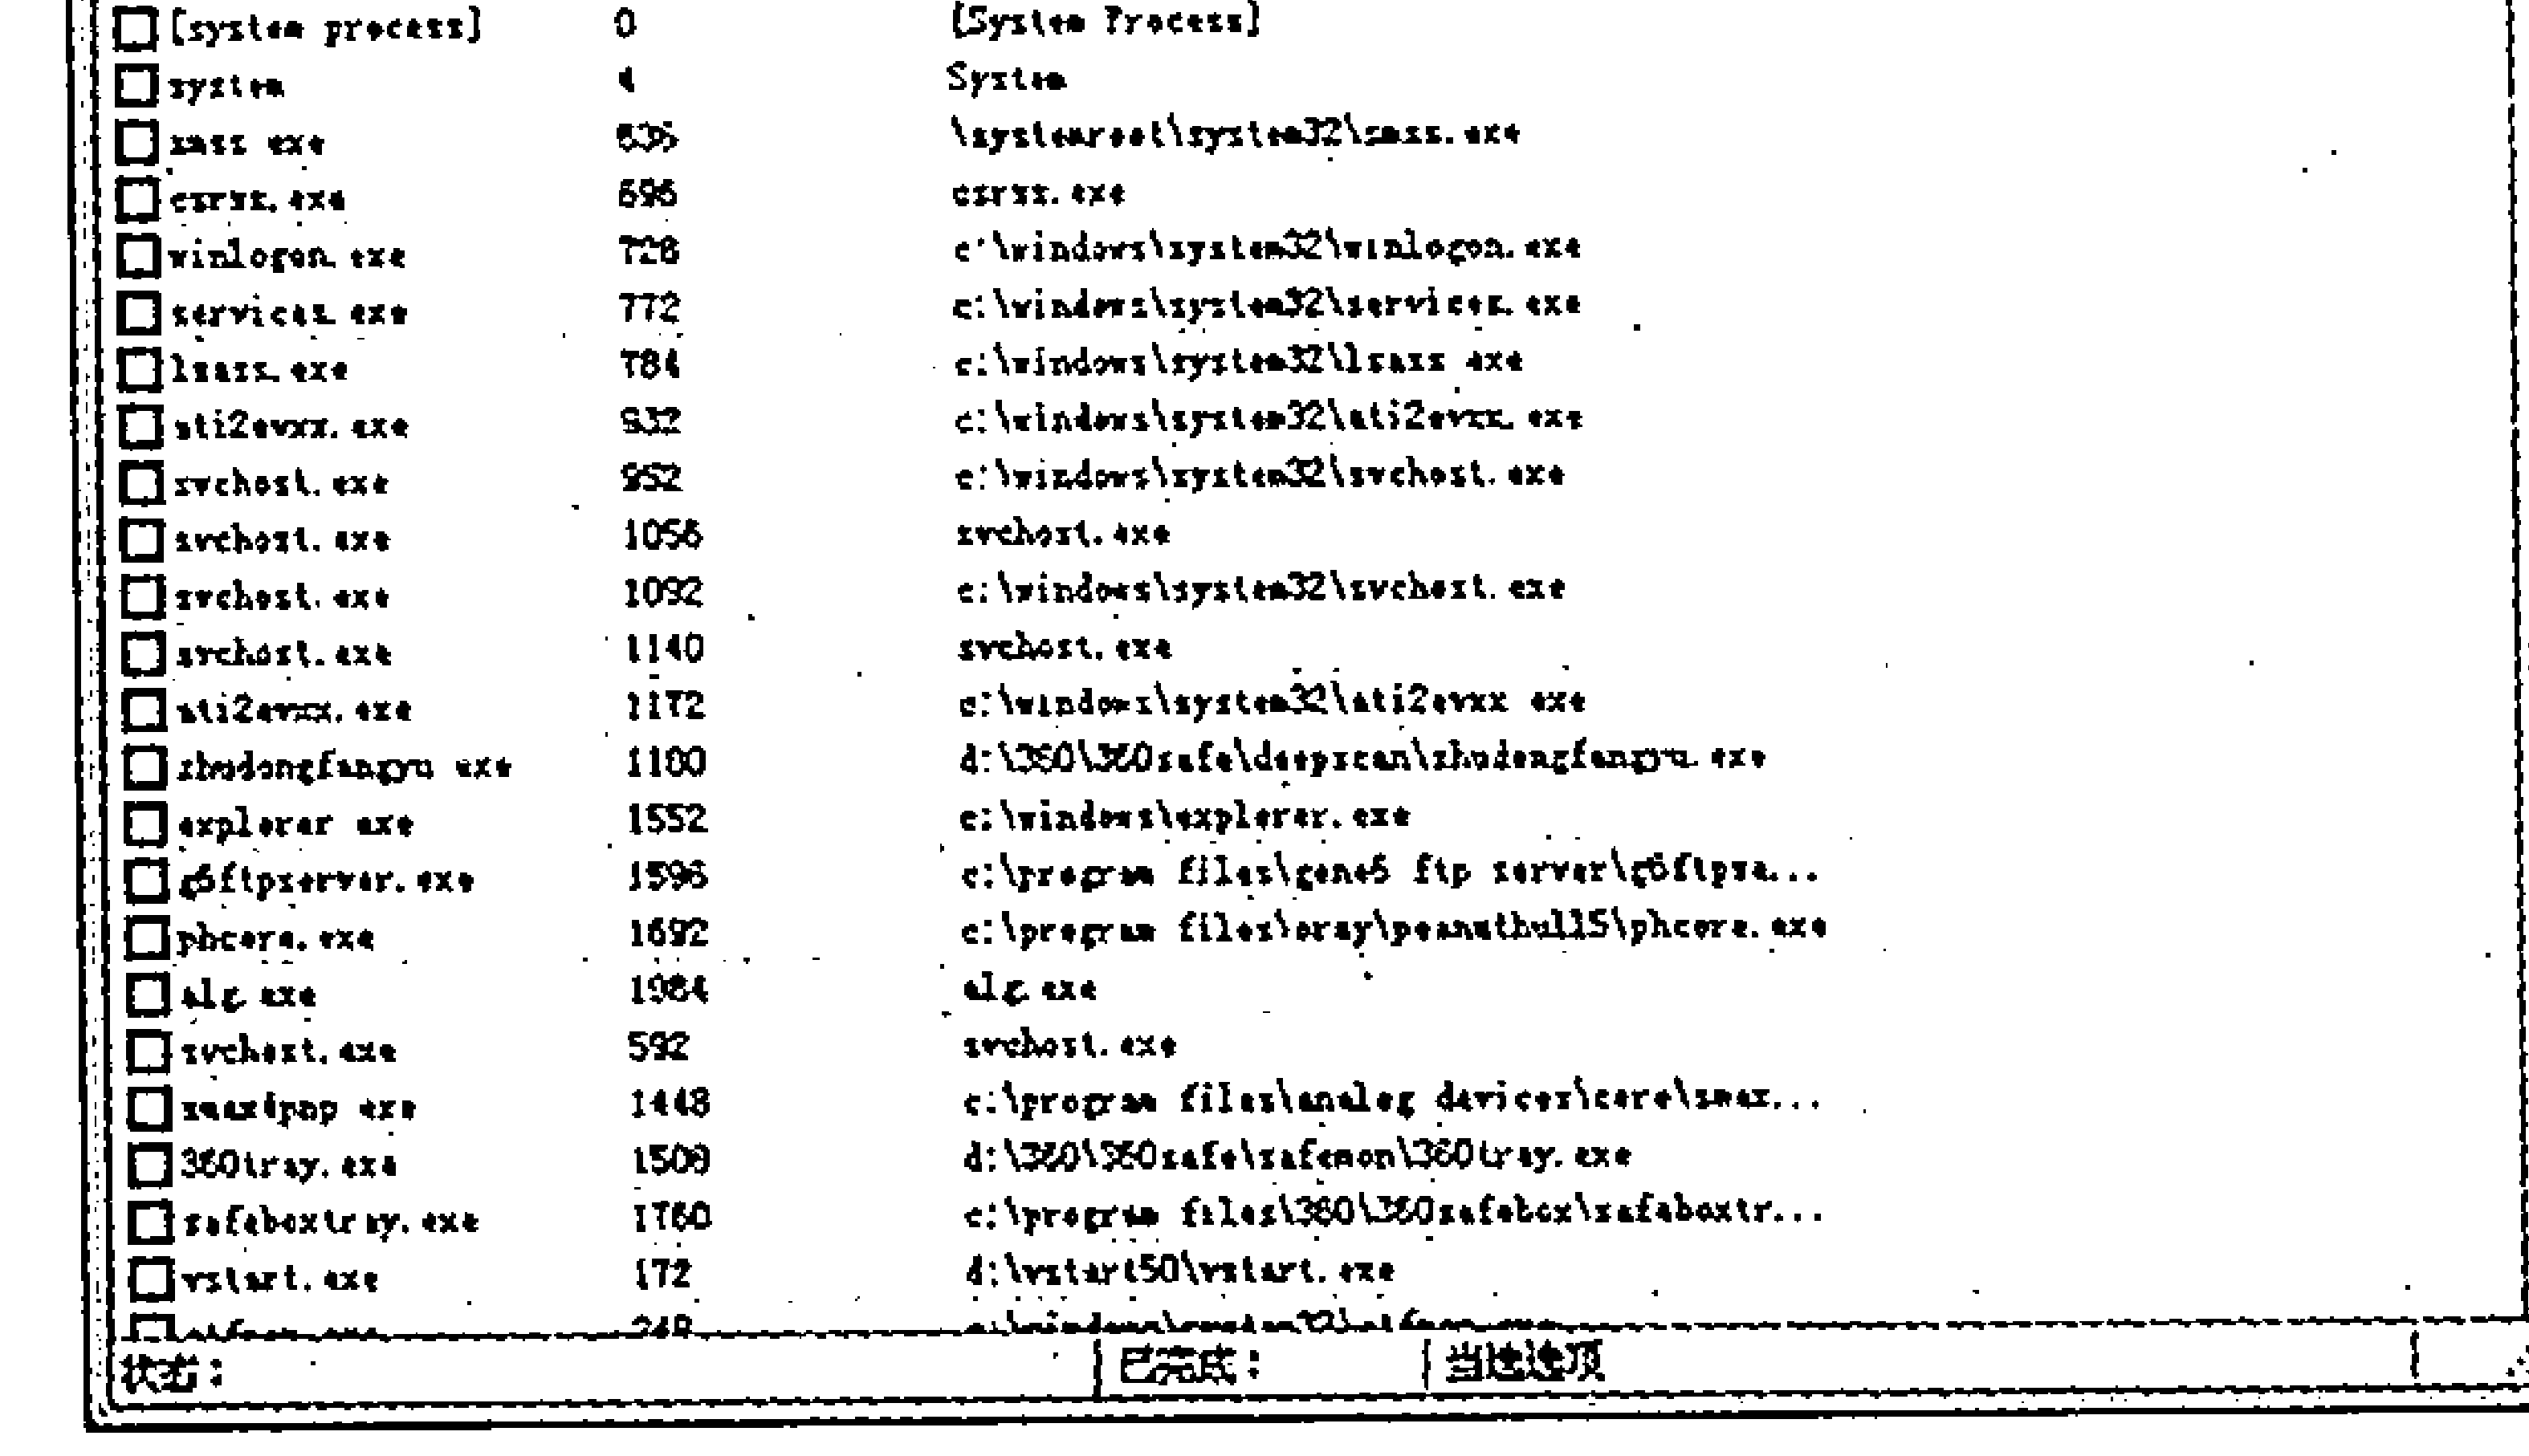 [system process] 0 [System Process]
system 4 System
smss.exe 636 \systemroot\system32\smss.exe
csrss.exe 696 csrss.exe
winlogon.exe 728 c:\windows\system32\winlogon.exe
services.exe 772 c:\windows\system32\services.exe
lsass.exe 784 c:\windows\system32\lsass.exe
ati2evxx.exe 932 c:\windows\system32\ati2evxx.exe
svchost.exe 952 c:\windows\system32\svchost.exe
svchost.exe 1056 svchost.exe
svchost.exe 1092 c:\windows\system32\svchost.exe
svchost.exe 1140 svchost.exe
ati2evxx.exe 1172 c:\windows\system32\ati2evxx.exe
zhudongfangyu.exe 1180 d:\360\360safe\deepscan\zhudongfangyu.exe
explorer.exe 1552 c:\windows\explorer.exe
g6ftpserver.exe 1596 c:\program files\gene6 ftp server\g6ftpse...
phcore.exe 1692 c:\program files\oray\peanuthull5\phcore.exe
alg.exe 1984 alg.exe
svchost.exe 592 svchost.exe
smax4pnp.exe 1448 c:\program files\analog devices\core\smax...
360tray.exe 1508 d:\360\360safe\safemon\360tray.exe
safeboxtray.exe 1760 c:\program files\360\360safebox\safeboxtr...
vstart.exe 172 d:\vstart50\vstart.exe
状态： 已完成： 当